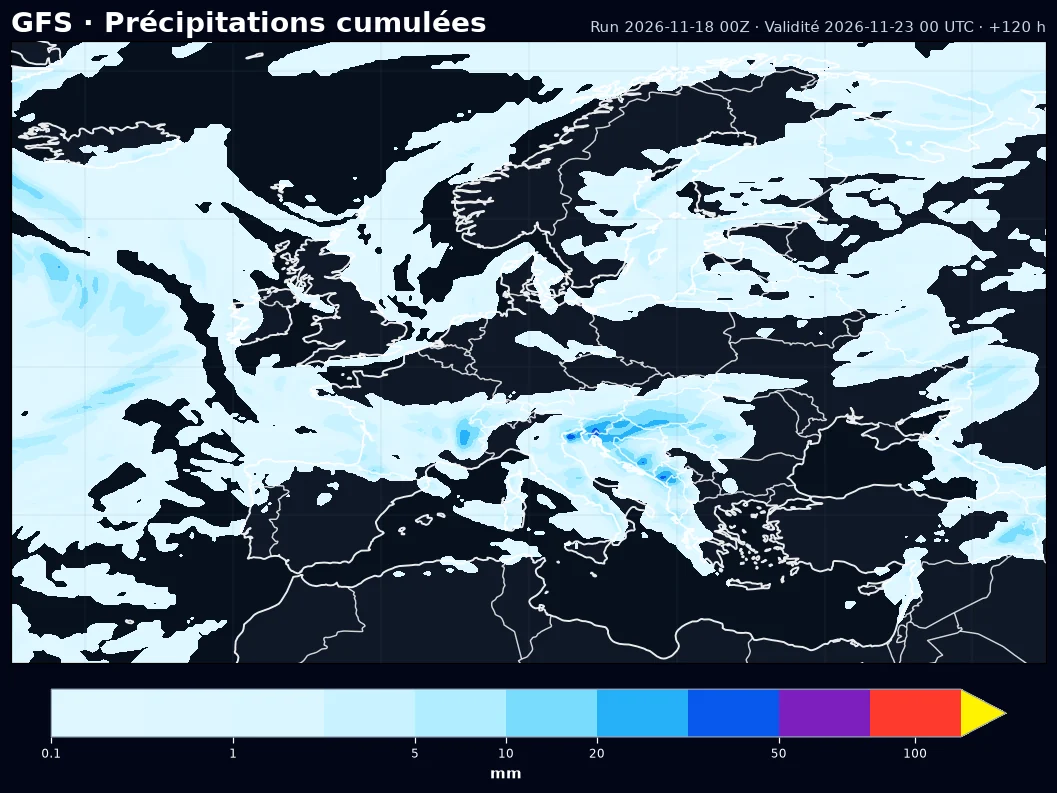 GFS · Précipitations cumulées
Run 2026-11-18 00Z · Validité 2026-11-23 00 UTC · +120 h
0.1 1 5 10 20 50 100
mm